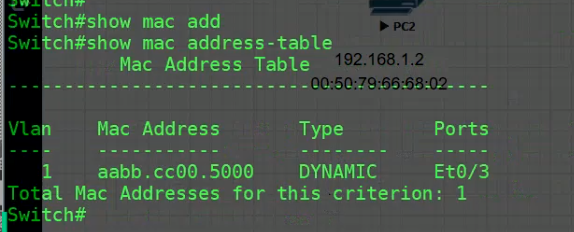 Switch#
Switch#show mac add
Switch#show mac address-table
Mac Address Table
-------------------------------------------
Vlan Mac Address Type Ports
---- ----------- -------- -----
1 aabb.cc00.5000 DYNAMIC Et0/3
Total Mac Addresses for this criterion: 1
Switch#
PC2
192.168.1.2
00:50:79:66:68:02